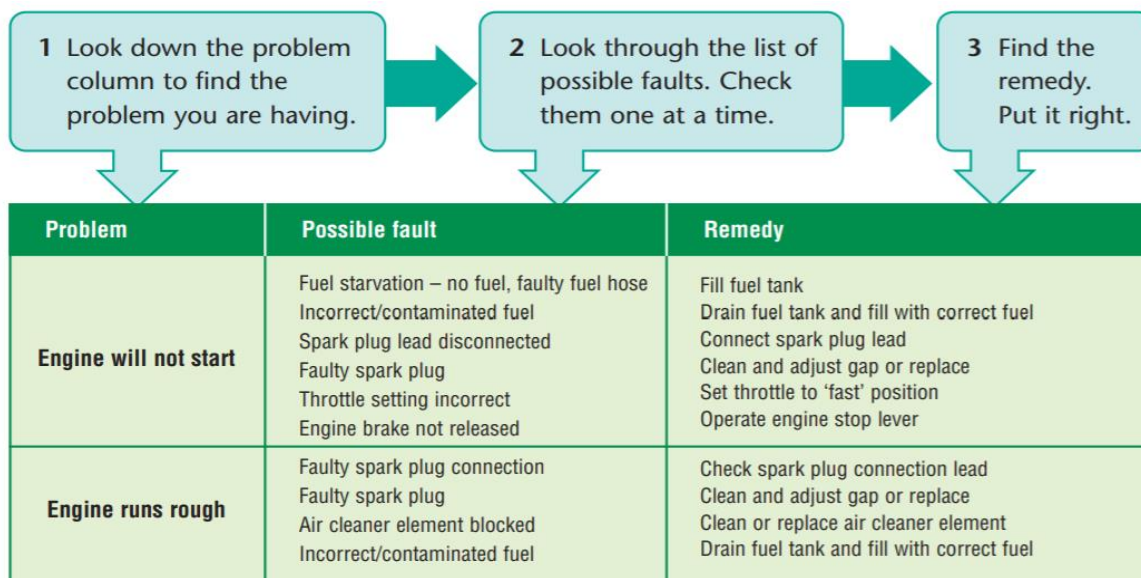 1 Look down the problem
column to find the
problem you are having.
2 Look through the list of
possible faults. Check
them one at a time.
3 Find the
remedy.
Put it right.
Problem Possible fault Remedy
Engine will not start
Fuel starvation – no fuel, faulty fuel hose
Incorrect/contaminated fuel
Spark plug lead disconnected
Faulty spark plug
Throttle setting incorrect
Engine brake not released
Fill fuel tank
Drain fuel tank and fill with correct fuel
Connect spark plug lead
Clean and adjust gap or replace
Set throttle to ‘fast’ position
Operate engine stop lever
Engine runs rough
Faulty spark plug connection
Faulty spark plug
Air cleaner element blocked
Incorrect/contaminated fuel
Check spark plug connection lead
Clean and adjust gap or replace
Clean or replace air cleaner element
Drain fuel tank and fill with correct fuel